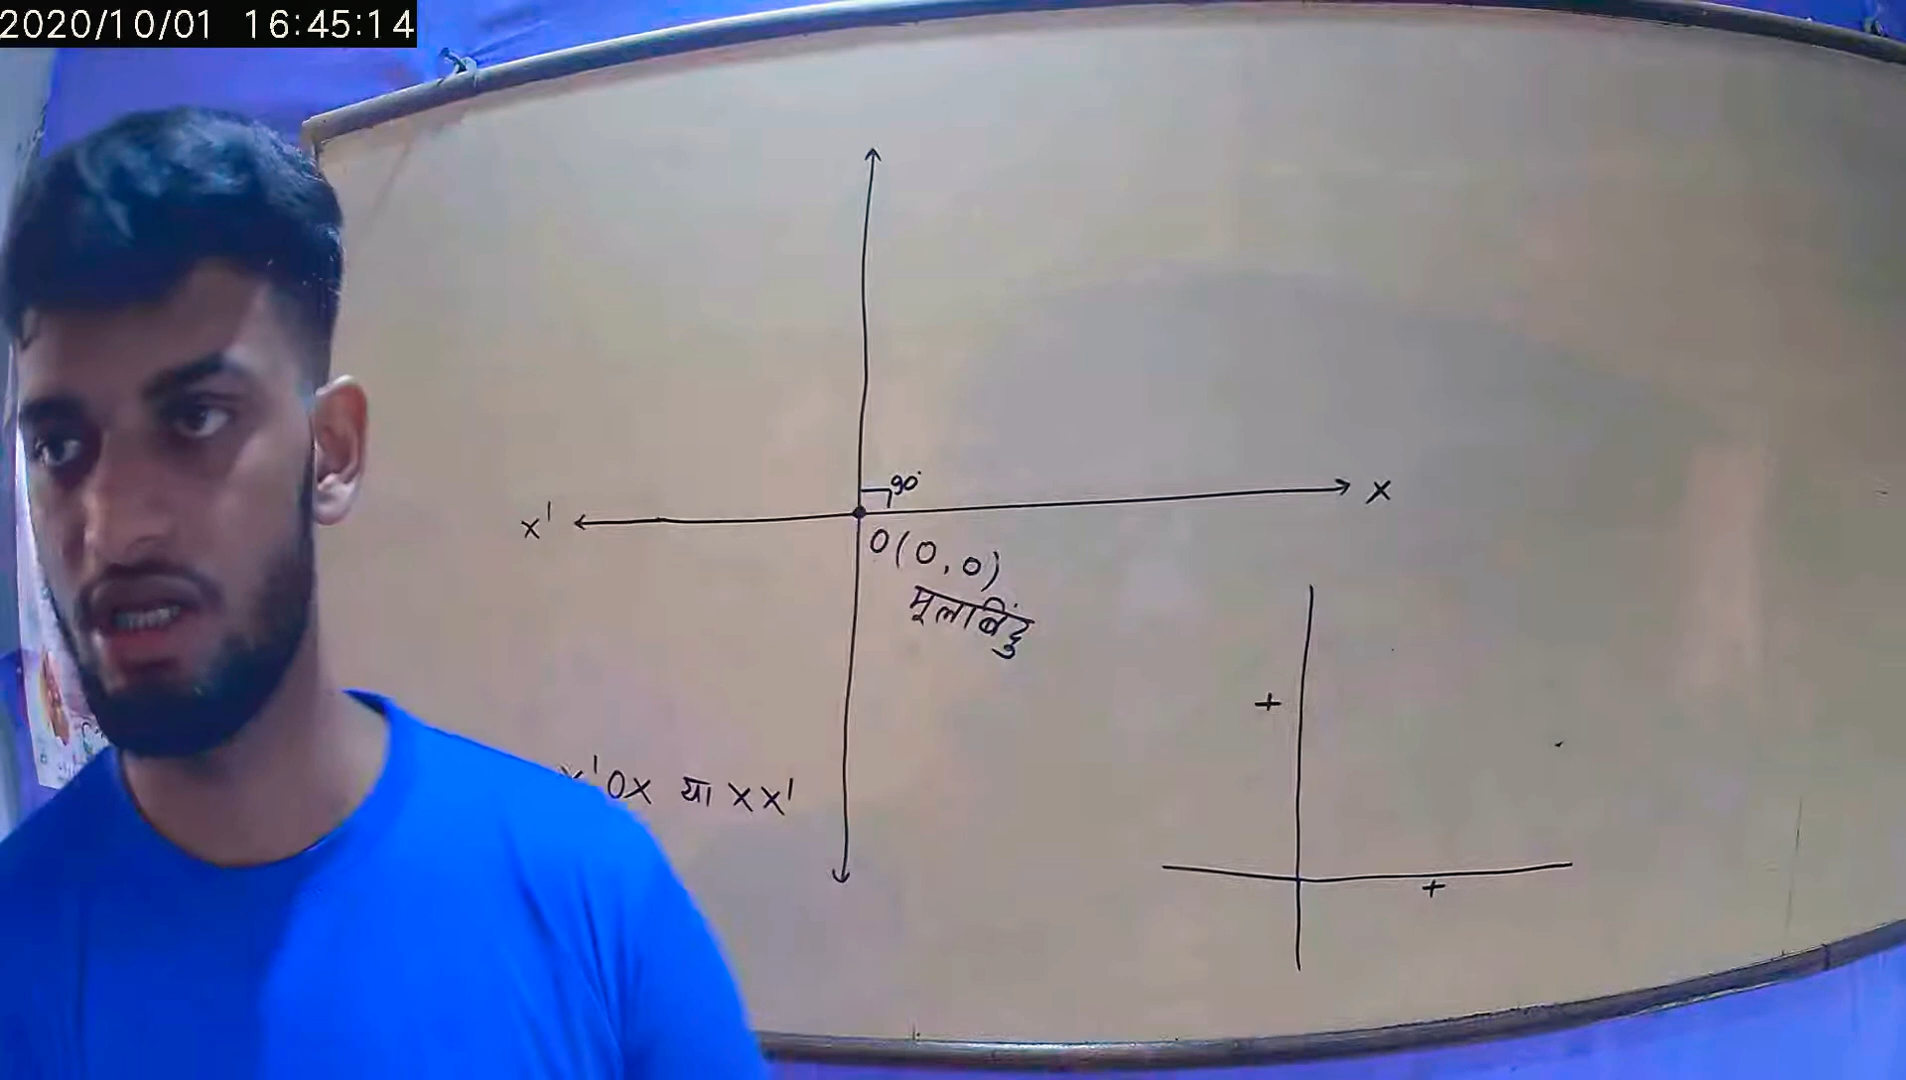 2020/10/01 16:45:14
90°
x' x
O(0,0)
मूलबिंदु
+
x'OX या XX'
+